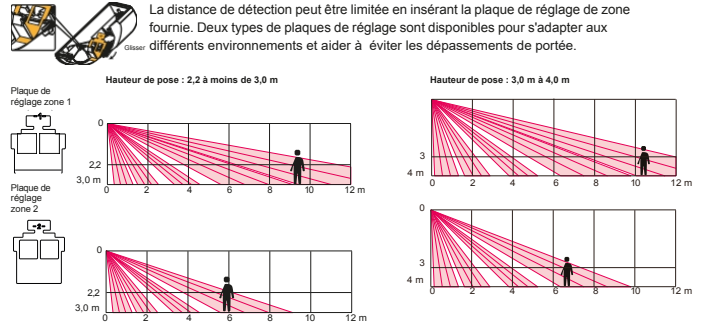 La distance de détection peut être limitée en insérant la plaque de réglage de zone
fournie. Deux types de plaques de réglage sont disponibles pour s'adapter aux
Glisser
différents environnements et aider à éviter les dépassements de portée.
Hauteur de pose : 2,2 à moins de 3,0 m
Hauteur de pose : 3,0 m à 4,0 m
Plaque de
réglage zone 1
-1-
0
2,2
3,0 m
0 2 4 6 8 10 12 m
3
4 m
0 2 4 6 8 10 12 m
Plaque de
réglage
zone 2
-2-
0
2,2
3,0 m
0 2 4 6 8 10 12 m
0
3
4 m
0 2 4 6 8 10 12 m